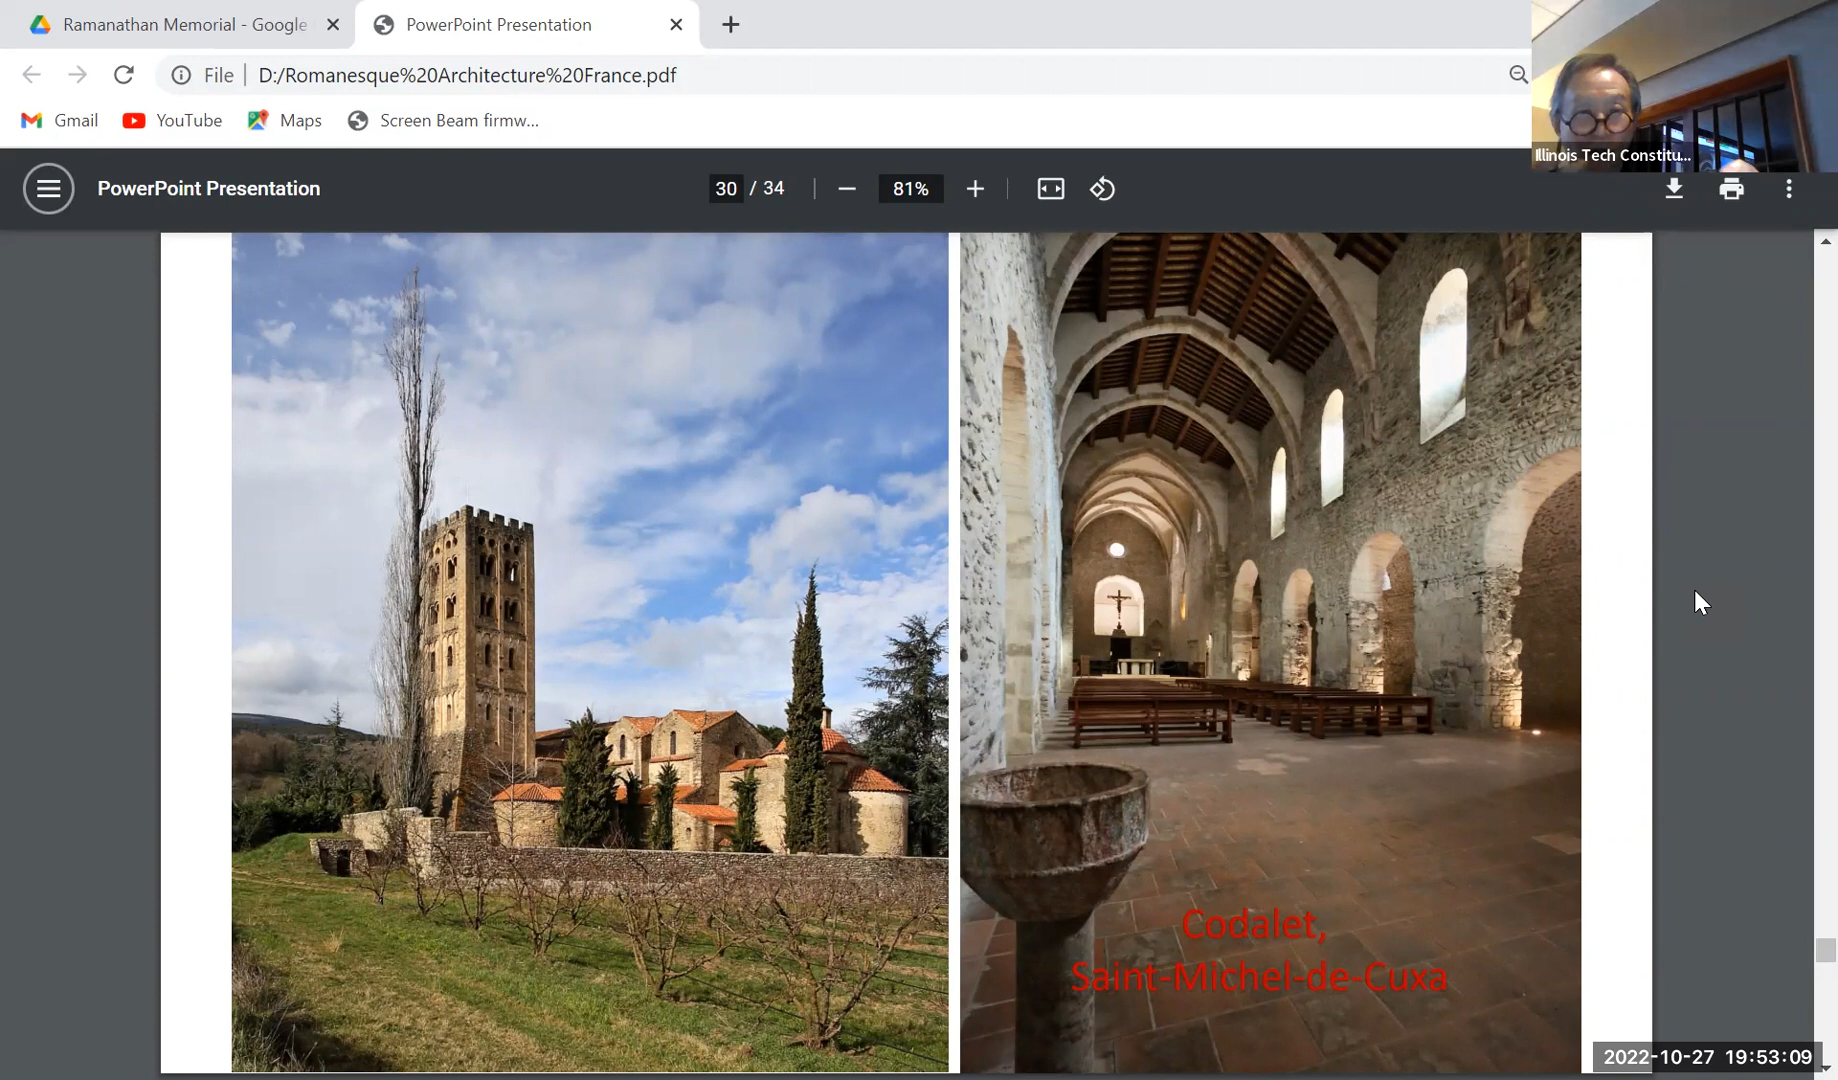 Ramanathan Memorial - Google
PowerPoint Presentation
File
D:/Romanesque%20Architecture%20France.pdf
Gmail
YouTube
Maps
Screen Beam firmw...
Illinois Tech Constitu...
PowerPoint Presentation
30 / 34
81%
Codalet,
Saint-Michel-de-Cuxa
2022-10-27 19:53:09